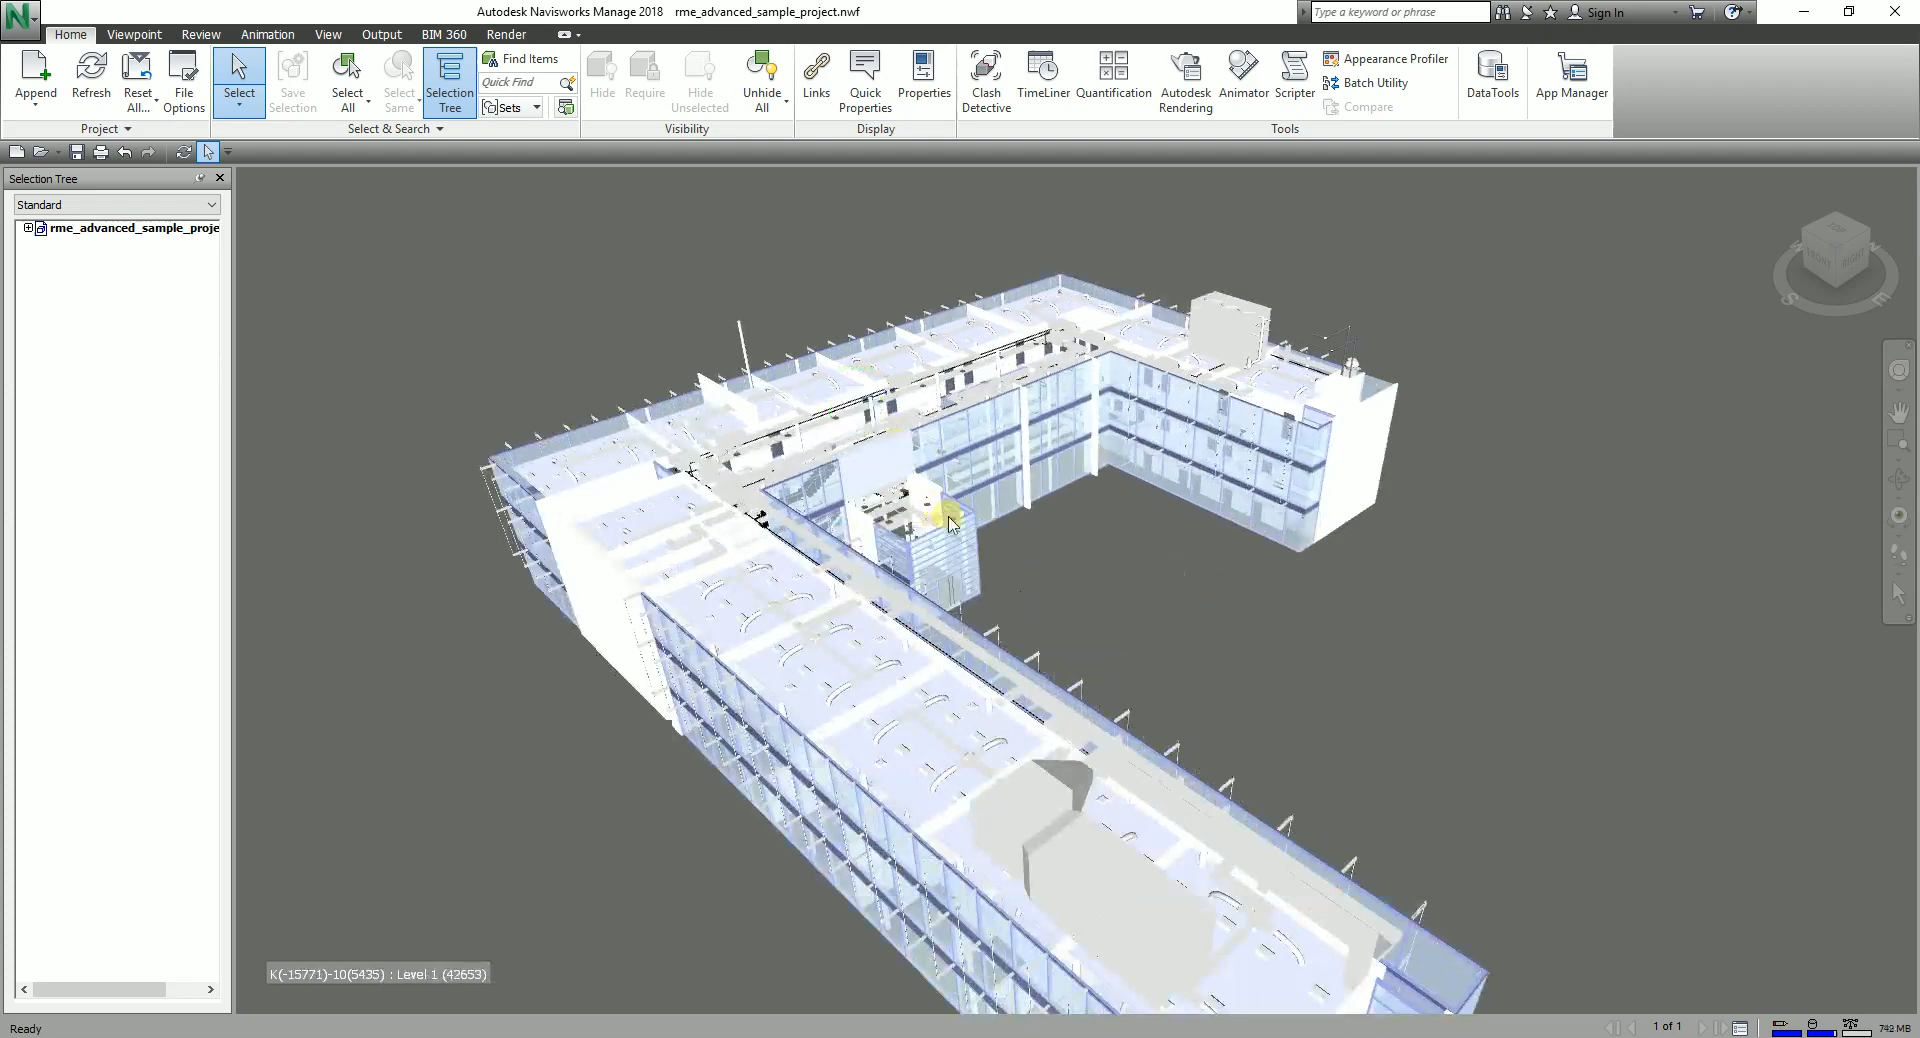 Autodesk Navisworks Manage 2018 rme_advanced_sample_project.nwf
Type a keyword or phrase
Sign In
Home Viewpoint Review Animation View Output BIM 360 Render
Append
Refresh
Reset All...
File Options
Project
Select
Save Selection
Select All
Select Same
Selection Tree
Find Items
Quick Find
Sets
Select & Search
Hide
Require
Hide Unselected
Unhide All
Visibility
Links
Quick Properties
Properties
Display
Clash Detective
TimeLiner
Quantification
Autodesk Rendering
Animator
Scripter
Appearance Profiler
Batch Utility
Compare
Tools
DataTools
App Manager
Selection Tree
Standard
rme_advanced_sample_proje
TOP
FRONT
RIGHT
W
N
S
E
K(-15771)-10(5435) : Level 1 (42653)
Ready
1 of 1
742 MB